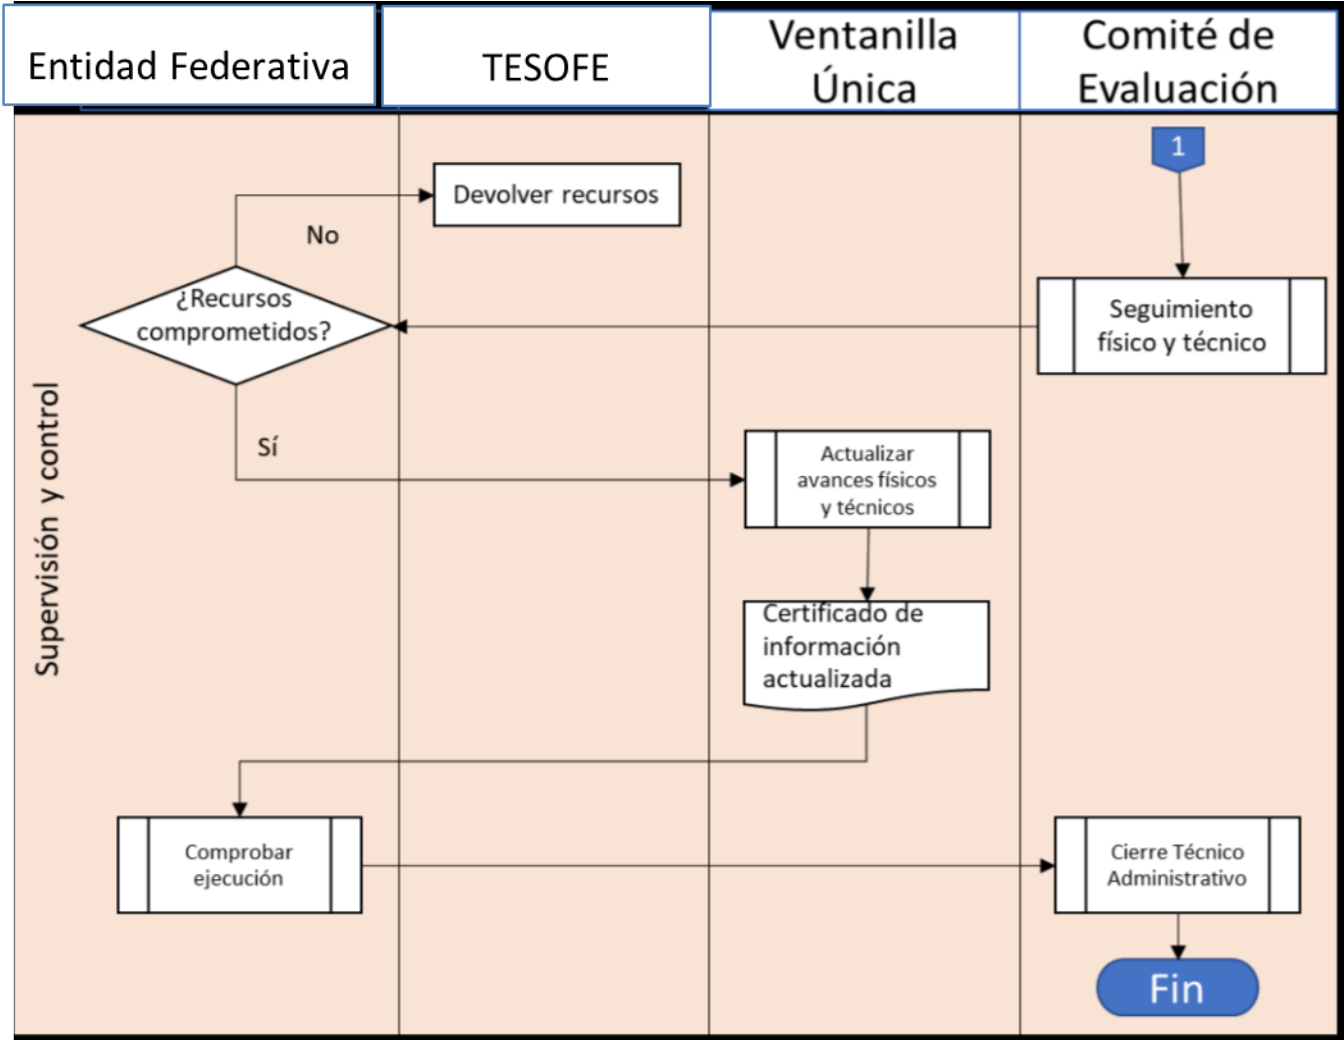 Entidad Federativa
TESOFE
Ventanilla
Única
Comité de
Evaluación
1
Devolver recursos
No
¿Recursos
comprometidos?
Seguimiento
físico y técnico
Supervisión y control
Sí
Actualizar
avances físicos
y técnicos
Certificado de
información
actualizada
Comprobar
ejecución
Cierre Técnico
Administrativo
Fin